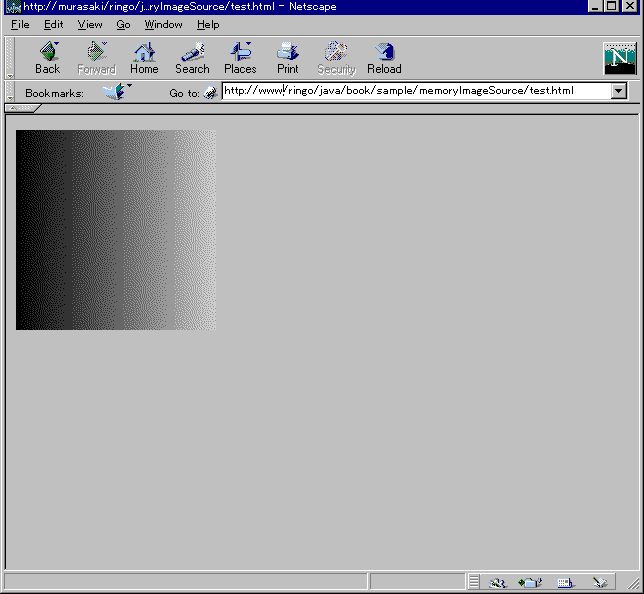 http://murasaki/ringo/j...ryImageSource/test.html - Netscape
File Edit View Go Window Help
Back Forward Home Search Places Print Security Reload
N
Bookmarks: Go to: http://www/ringo/java/book/sample/memoryImageSource/test.html